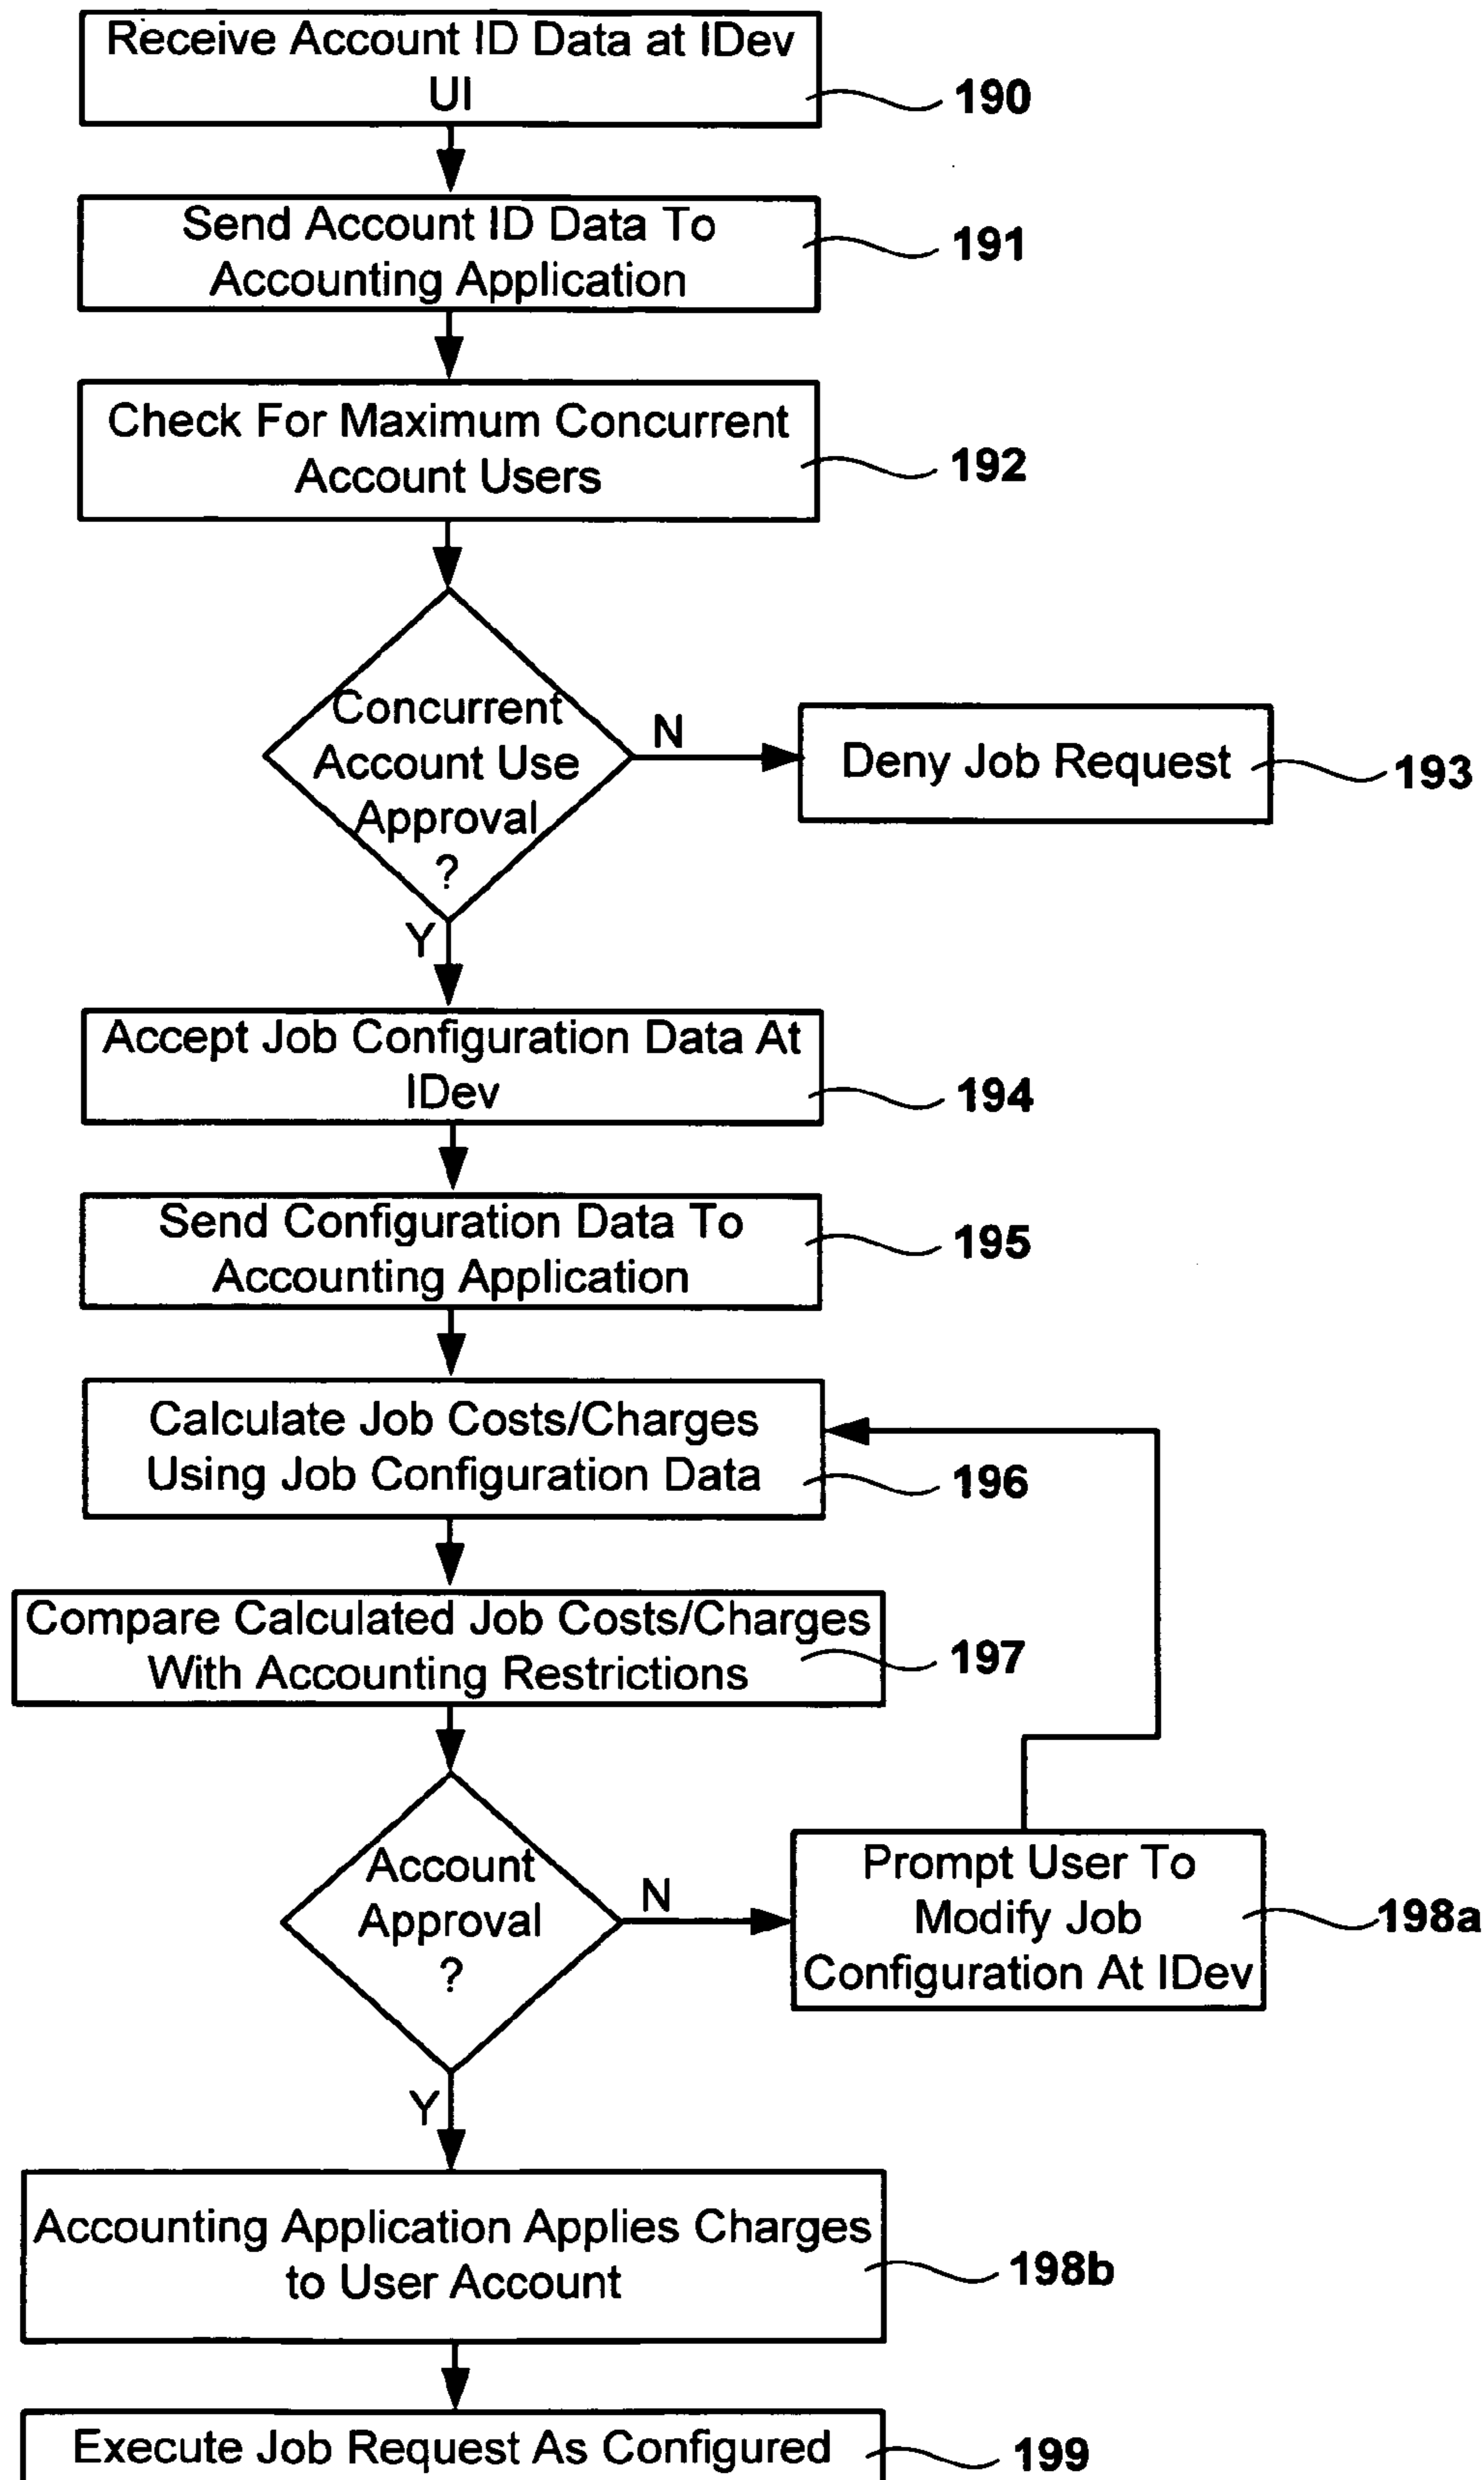 Receive Account ID Data at IDev
UI
190
Send Account ID Data To
Accounting Application
191
Check For Maximum Concurrent
Account Users
192
Concurrent
Account Use
Approval
?
N
Deny Job Request
193
Y
Accept Job Configuration Data At
IDev
194
Send Configuration Data To
Accounting Application
195
Calculate Job Costs/Charges
Using Job Configuration Data
196
Compare Calculated Job Costs/Charges
With Accounting Restrictions
197
Account
Approval
?
N
Prompt User To
Modify Job
Configuration At IDev
198a
Y
Accounting Application Applies Charges
to User Account
198b
Execute Job Request As Configured
199